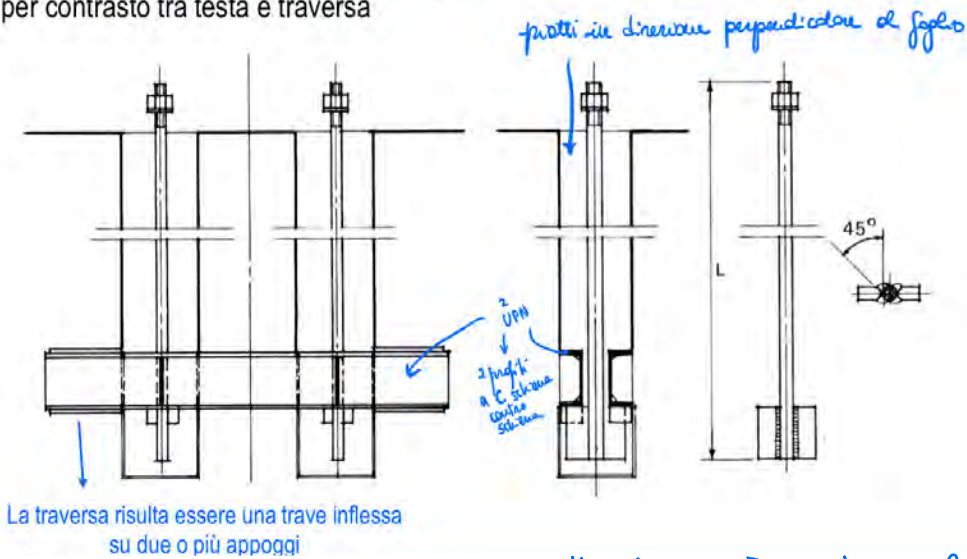 per contrasto tra testa e traversa
piatti in direzione perpendicolare al foglio
45°
L
2
UPN
2 profili
a C schiena
contro
schiena
La traversa risulta essere una trave inflessa
su due o più appoggi